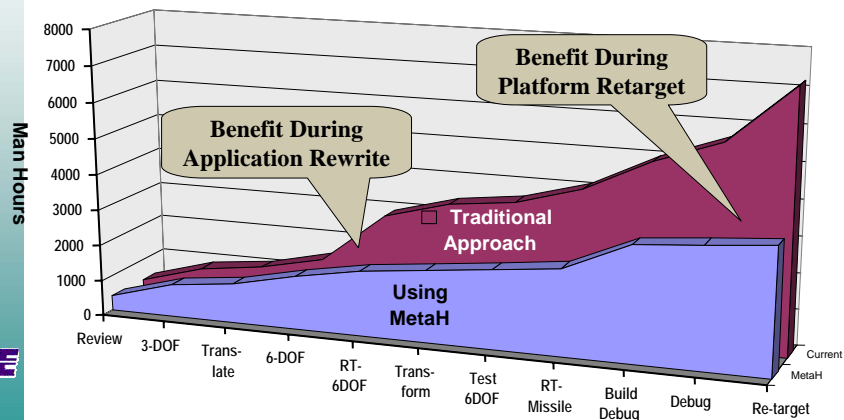 8000
7000
6000
5000
4000
3000
2000
1000
0
Man Hours
Benefit During
Application Rewrite
Benefit During
Platform Retarget
Traditional
Approach
Using
MetaH
Review
3-DOF
Trans-
late
6-DOF
RT-
6DOF
Trans-
form
Test
6DOF
RT-
Missile
Build
Debug
Debug
Re-target
MetaH
Current